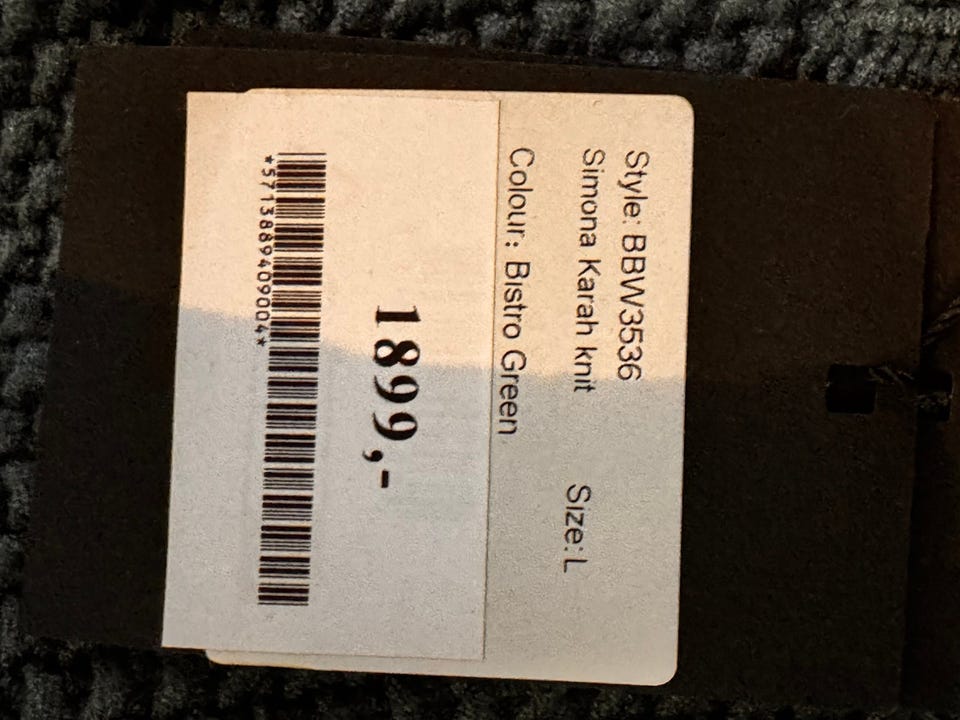 Style: BBW3536
Simona Karah knit Size: L
Colour: Bistro Green
1899,-
*5713889409004*